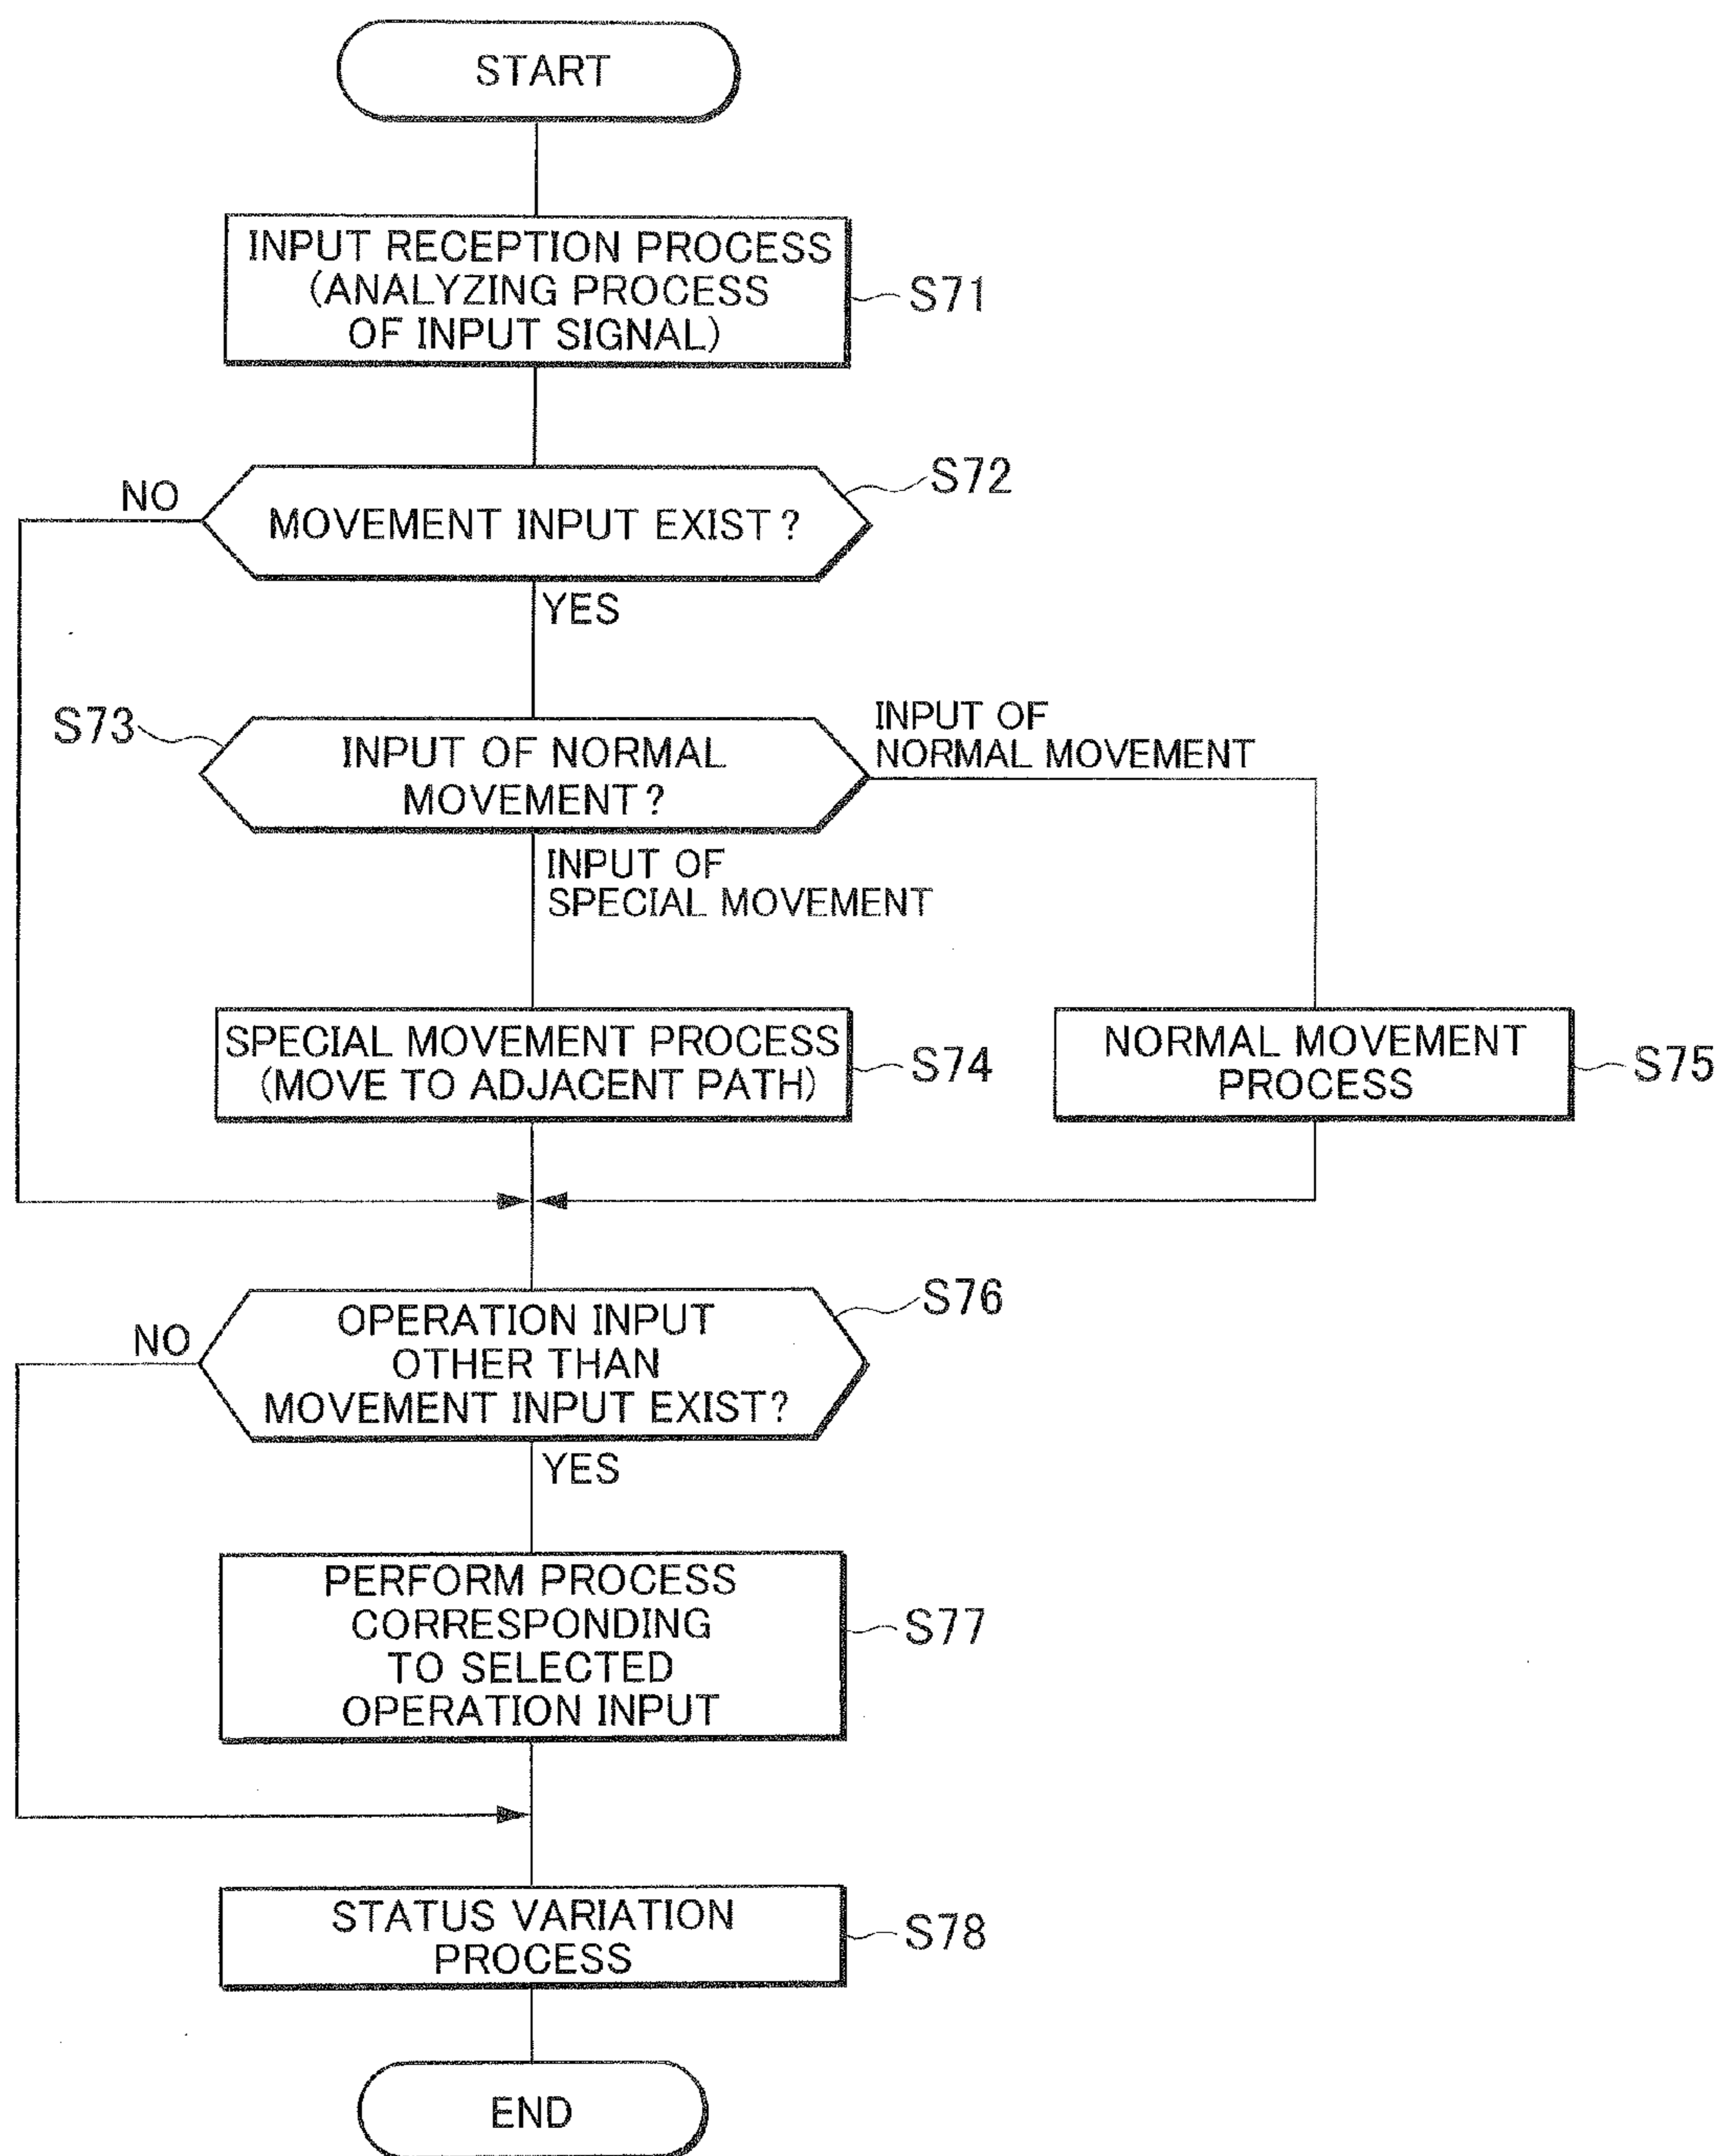 START
INPUT RECEPTION PROCESS
(ANALYZING PROCESS
OF INPUT SIGNAL)
S71
S72
NO
MOVEMENT INPUT EXIST?
YES
S73
INPUT OF NORMAL
MOVEMENT?
INPUT OF
NORMAL MOVEMENT
INPUT OF
SPECIAL MOVEMENT
SPECIAL MOVEMENT PROCESS
(MOVE TO ADJACENT PATH)
S74
NORMAL MOVEMENT
PROCESS
S75
S76
NO
OPERATION INPUT
OTHER THAN
MOVEMENT INPUT EXIST?
YES
PERFORM PROCESS
CORRESPONDING
TO SELECTED
OPERATION INPUT
S77
STATUS VARIATION
PROCESS
S78
END